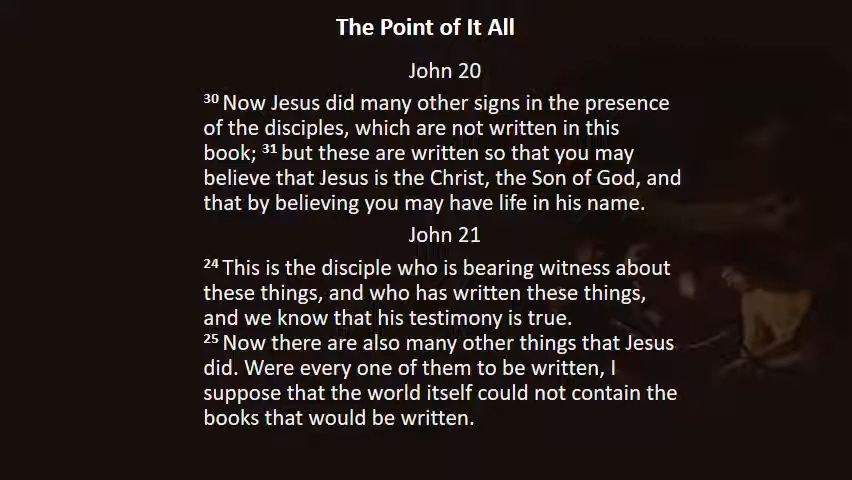 The Point of It All
John 20
³⁰ Now Jesus did many other signs in the presence
of the disciples, which are not written in this
book; ³¹ but these are written so that you may
believe that Jesus is the Christ, the Son of God, and
that by believing you may have life in his name.
John 21
²⁴ This is the disciple who is bearing witness about
these things, and who has written these things,
and we know that his testimony is true.
²⁵ Now there are also many other things that Jesus
did. Were every one of them to be written, I
suppose that the world itself could not contain the
books that would be written.